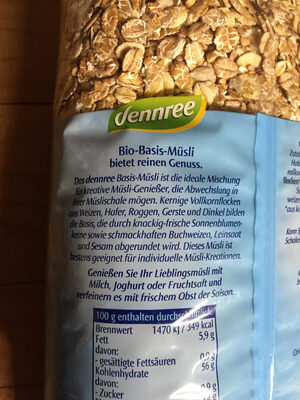 dennree
Bio-Basis-Müsli
bietet reinen Genuss.
Das dennree Basis-Müsli ist die ideale Mischung
für kreative Müsli-Genießer, die Abwechslung in
ihrer Müslischale mögen. Kernige Vollkornflocken
aus Weizen, Hafer, Roggen, Gerste und Dinkel bilden
die Basis, die durch knackig-frische Sonnenblumen-
kerne sowie schmackhaften Buchweizen, Leinsaat
und Sesam abgerundet wird. Dieses Müsli ist
bestens geeignet für individuelle Müsli-Kreationen.
Genießen Sie Ihr Lieblingsmüsli mit
Milch, Joghurt oder Fruchtsaft und
verfeinern es mit frischem Obst der Saison.
100 g enthalten
Brennwert 1470 kJ / 349 kcal
Fett 5,9 g
davon:
- gesättigte Fettsäuren
Kohlenhydrate 56 g
davon:
- Zucker